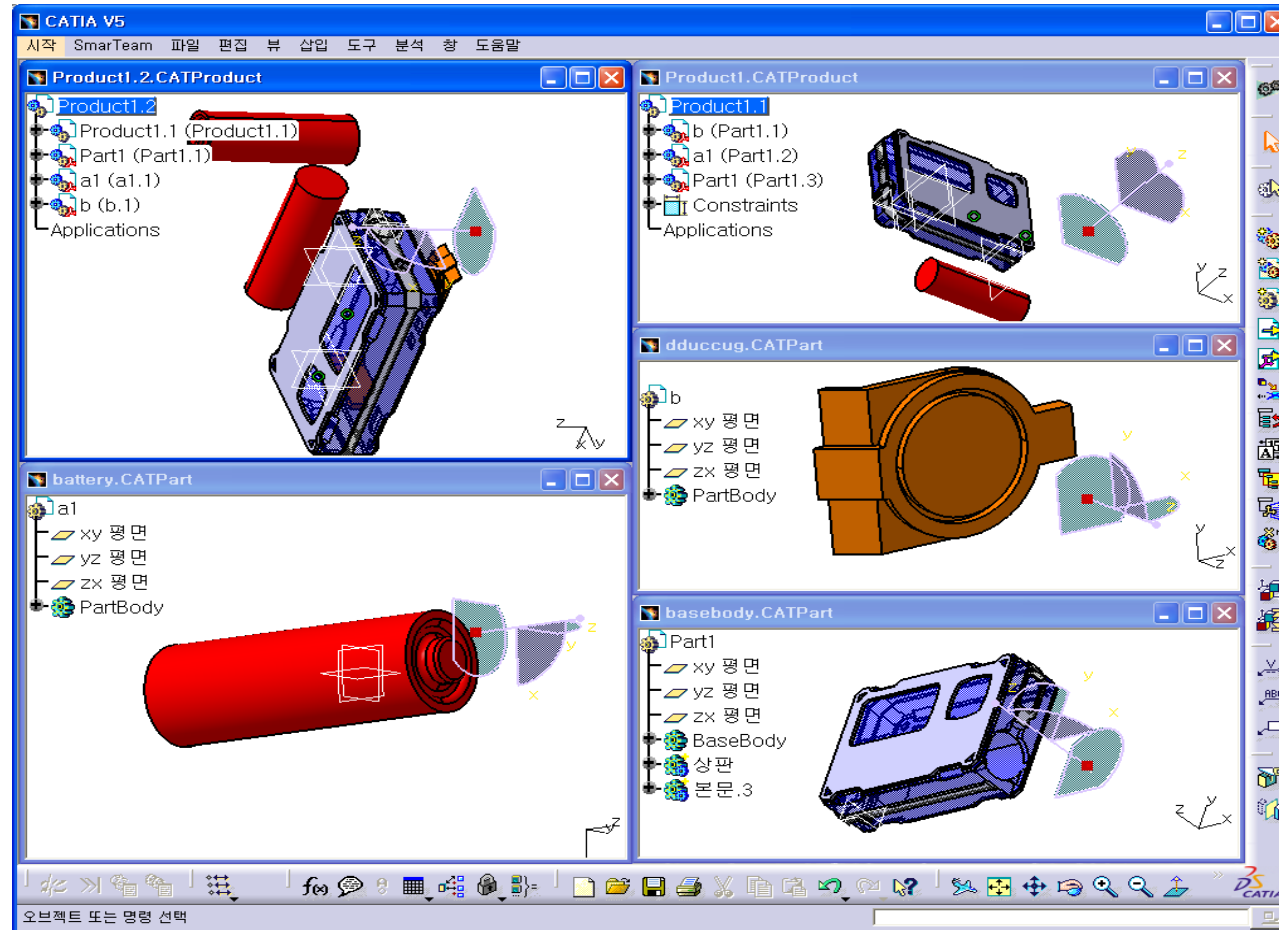 CATIA V5
시작 SmarTeam 파일 편집 뷰 삽입 도구 분석 창 도움말
Product1.2.CATProduct
Product1.2
Product1.1 (Product1.1)
Part1 (Part1.1)
a1 (a1.1)
b (b.1)
Applications
z
x y
Product1.CATProduct
Product1.1
b (Part1.1)
a1 (Part1.2)
Part1 (Part1.3)
Constraints
Applications
y z
x
y
z
x
dduccug.CATPart
b
xy 평면
yz 평면
zx 평면
PartBody
y
x
z
y
x
z
battery.CATPart
a1
xy 평면
yz 평면
zx 평면
PartBody
z
y
x
z
basebody.CATPart
Part1
xy 평면
yz 평면
zx 평면
BaseBody
상판
본문.3
y
x
z y
x
f(x)
CATIA
오브젝트 또는 명령 선택